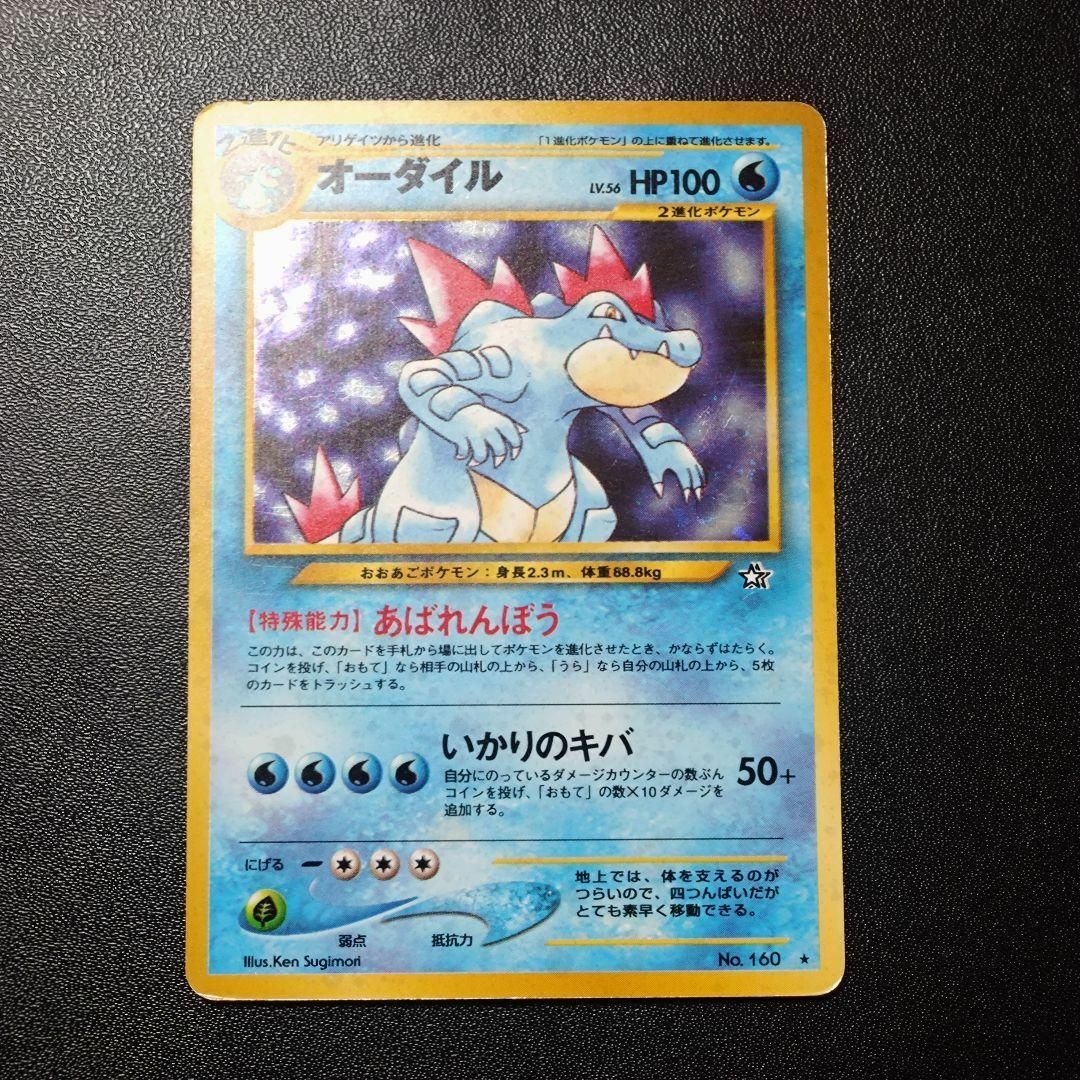 2進化
アリゲイツから進化
「1進化ポケモン」の上に重ねて進化させます。
オーダイル
LV.56 HP100
2進化ポケモン
おおあごポケモン：身長2.3m、体重88.8kg
【特殊能力】あばれんぼう
この力は、このカードを手札から場に出してポケモンを進化させたとき、かならずはたらく。
コインを投げ、「おもて」なら相手の山札の上から、「うら」なら自分の山札の上から、5枚
のカードをトラッシュする。
いかりのキバ
自分にのっているダメージカウンターの数ぶん
コインを投げ、「おもて」の数×10ダメージを
追加する。
50+
にげる
弱点
抵抗力
地上では、体を支えるのが
つらいので、四つんばいだが
とても素早く移動できる。
Illus.Ken Sugimori
No. 160 ★